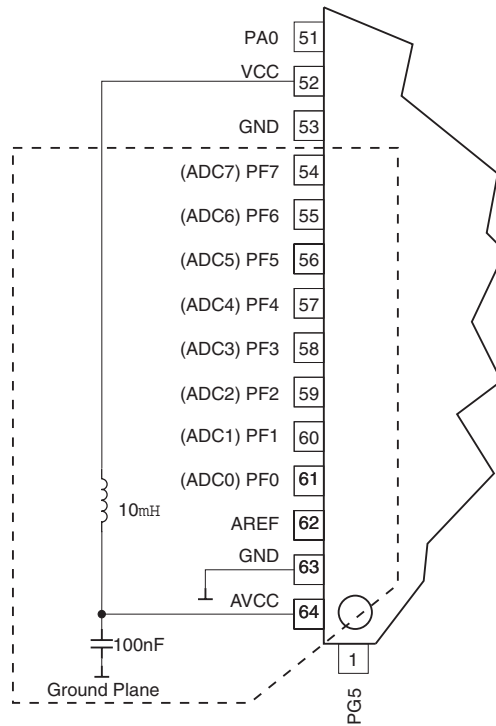 PA0 51
VCC 52
GND 53
(ADC7) PF7 54
(ADC6) PF6 55
(ADC5) PF5 56
(ADC4) PF4 57
(ADC3) PF3 58
(ADC2) PF2 59
(ADC1) PF1 60
(ADC0) PF0 61
10mH
AREF 62
GND 63
AVCC 64
100nF
Ground Plane
1
PG5